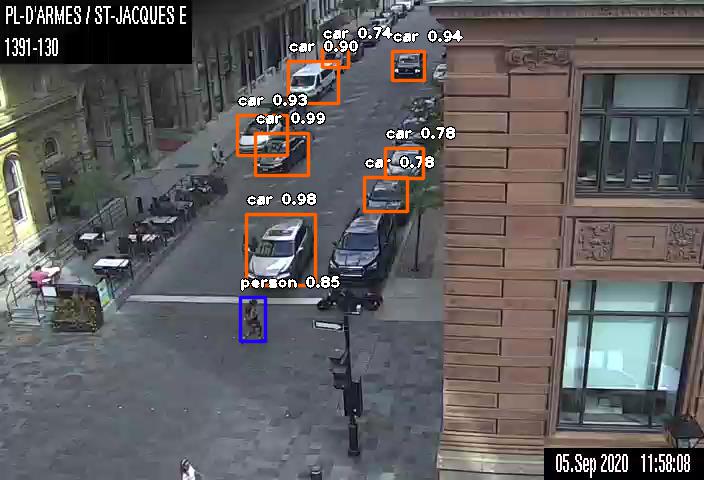 PL-D'ARMES / ST-JACQUES E
1391-130
car 0.74
car 0.94
car 0.90
car 0.93
car 0.99
car 0.78
car 0.78
car 0.98
person 0.85
05.Sep 2020 11:58:08